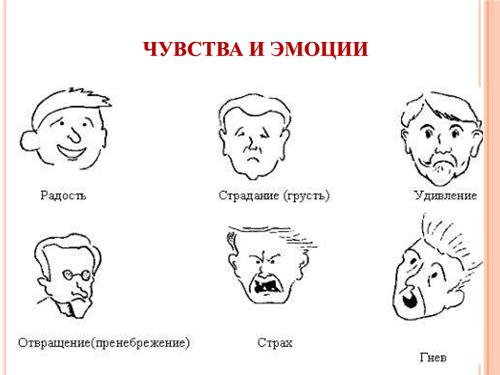 ЧУВСТВА И ЭМОЦИИ
Радость
Страдание (грусть)
Удивление
Отвращение(пренебрежение)
Страх
Гнев